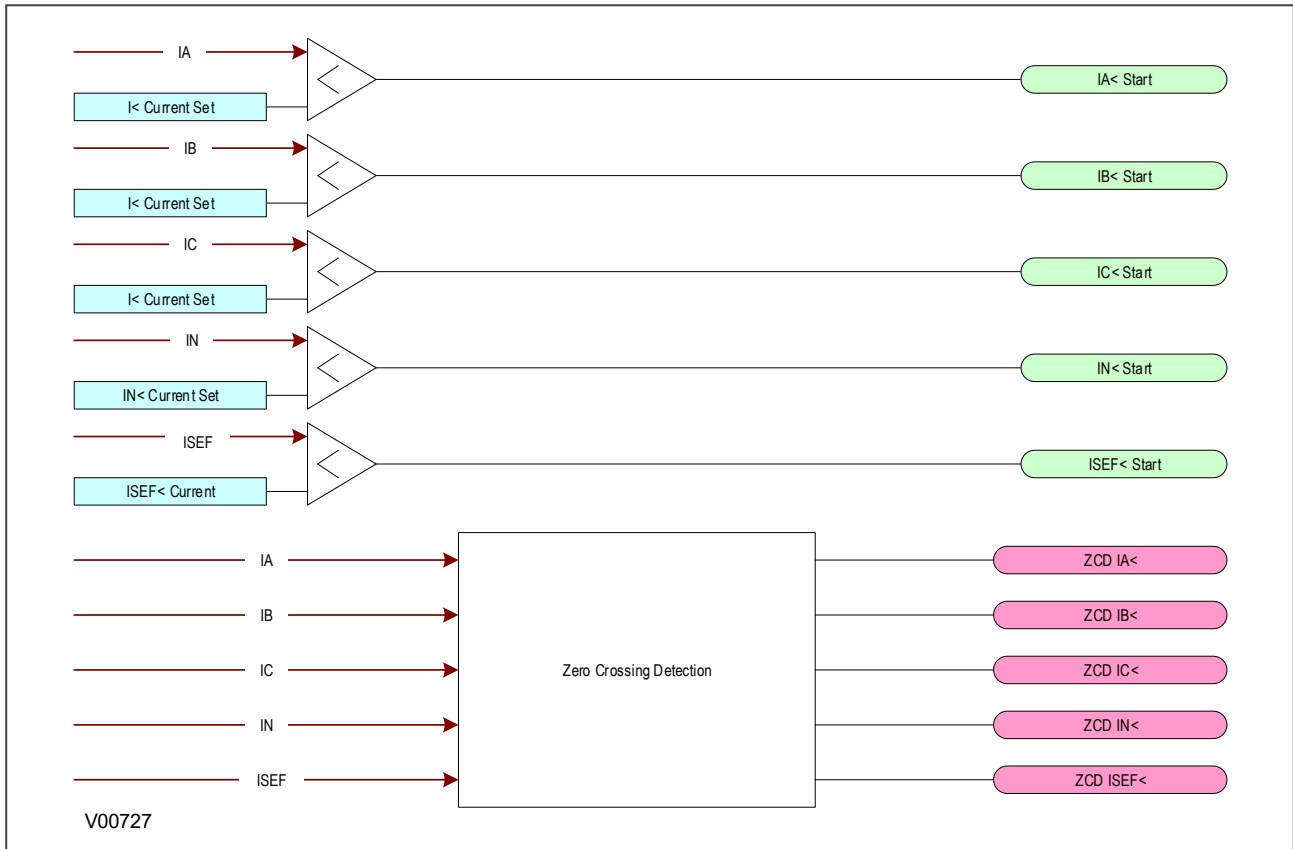 IA
I< Current Set
IA< Start
IB
I< Current Set
IB< Start
IC
I< Current Set
IC< Start
IN
IN< Current Set
IN< Start
ISEF
ISEF< Current
ISEF< Start
IA
IB
IC
IN
ISEF
Zero Crossing Detection
ZCD IA<
ZCD IB<
ZCD IC<
ZCD IN<
ZCD ISEF<
V00727